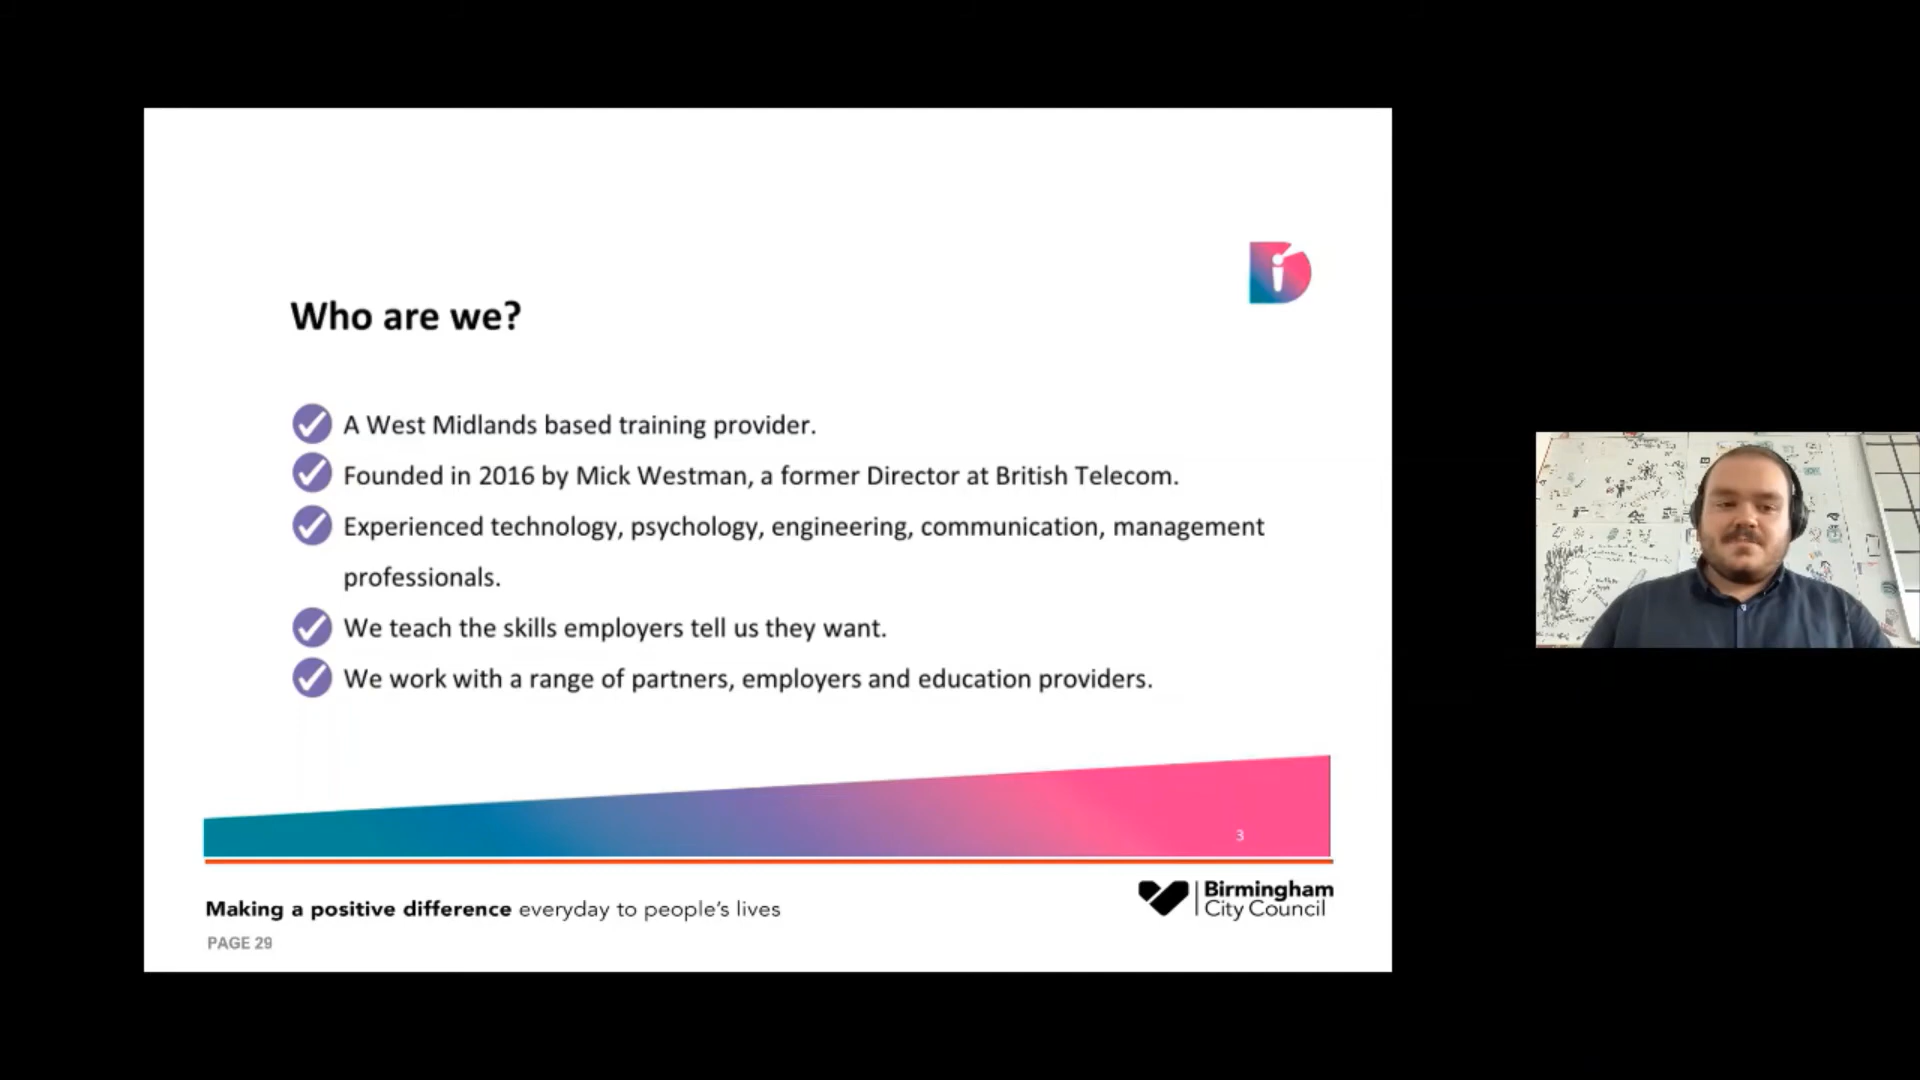 Who are we?
A West Midlands based training provider.
Founded in 2016 by Mick Westman, a former Director at British Telecom.
Experienced technology, psychology, engineering, communication, management
professionals.
We teach the skills employers tell us they want.
We work with a range of partners, employers and education providers.
3
Making a positive difference everyday to people's lives
Birmingham
City Council
PAGE 29